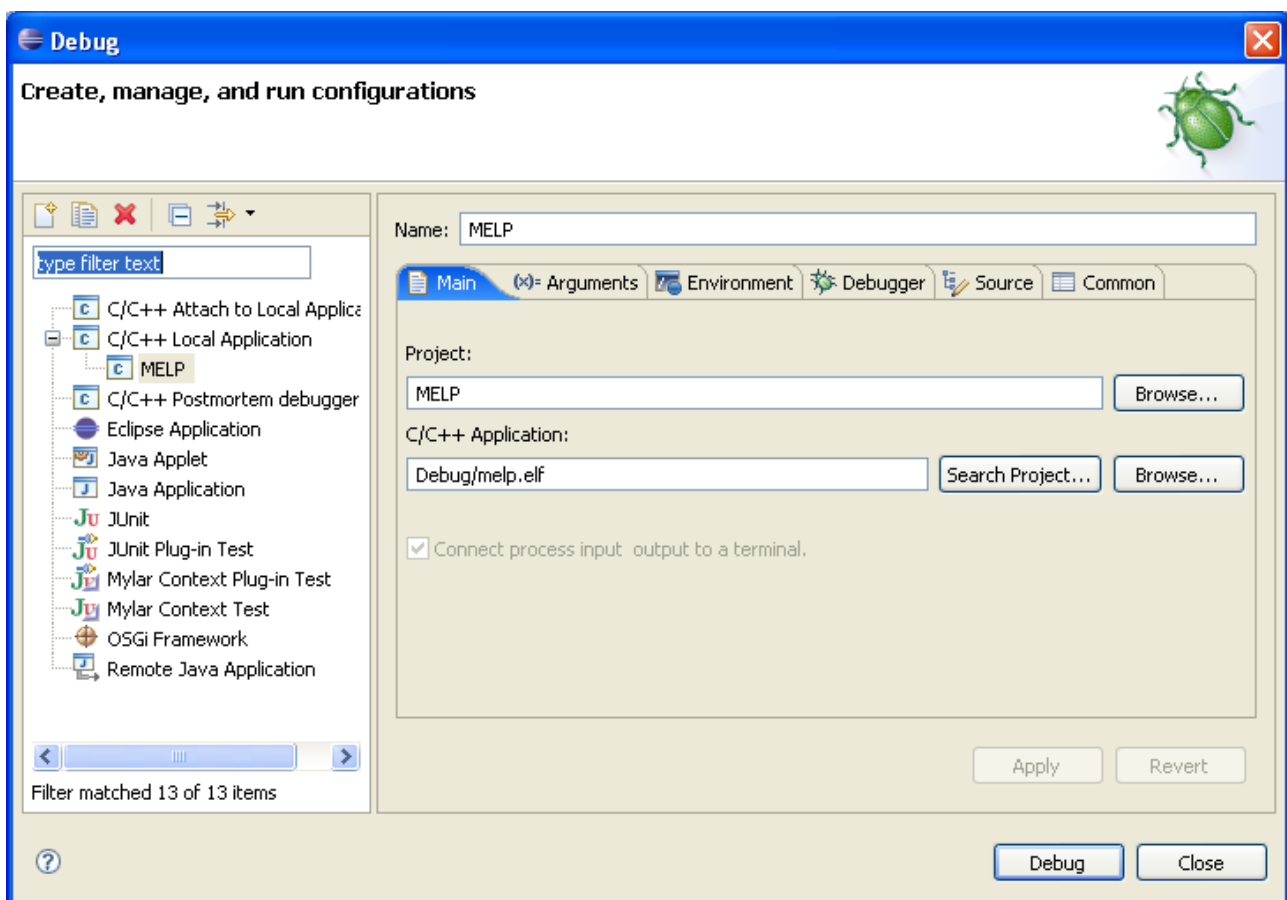 Debug
Create, manage, and run configurations
type filter text
C/C++ Attach to Local Applica
C/C++ Local Application
MELP
C/C++ Postmortem debugger
Eclipse Application
Java Applet
Java Application
JUnit
JUnit Plug-in Test
Mylar Context Plug-in Test
Mylar Context Test
OSGi Framework
Remote Java Application
Filter matched 13 of 13 items
Name: MELP
Main (x)= Arguments Environment Debugger Source Common
Project:
MELP Browse...
C/C++ Application:
Debug/melp.elf Search Project... Browse...
Connect process input  output to a terminal.
Apply Revert
Debug Close